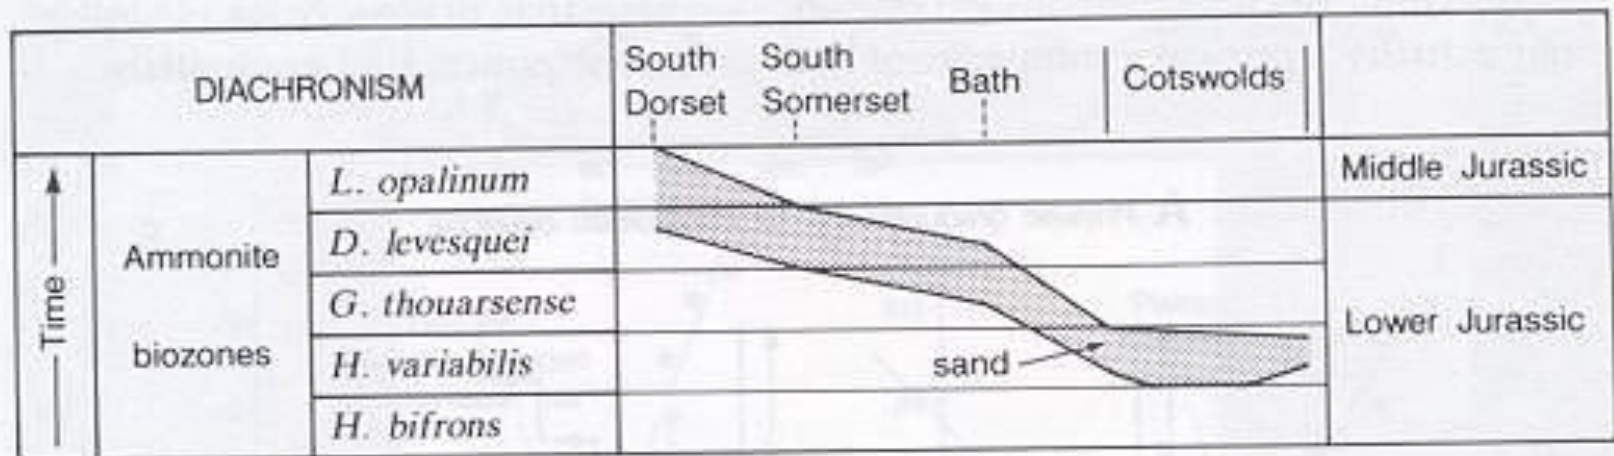 DIACHRONISM
South Dorset
South Somerset
Bath
Cotswolds
Time
Ammonite
biozones
L. opalinum
D. levesquei
G. thouarsense
H. variabilis
H. bifrons
sand
Middle Jurassic
Lower Jurassic